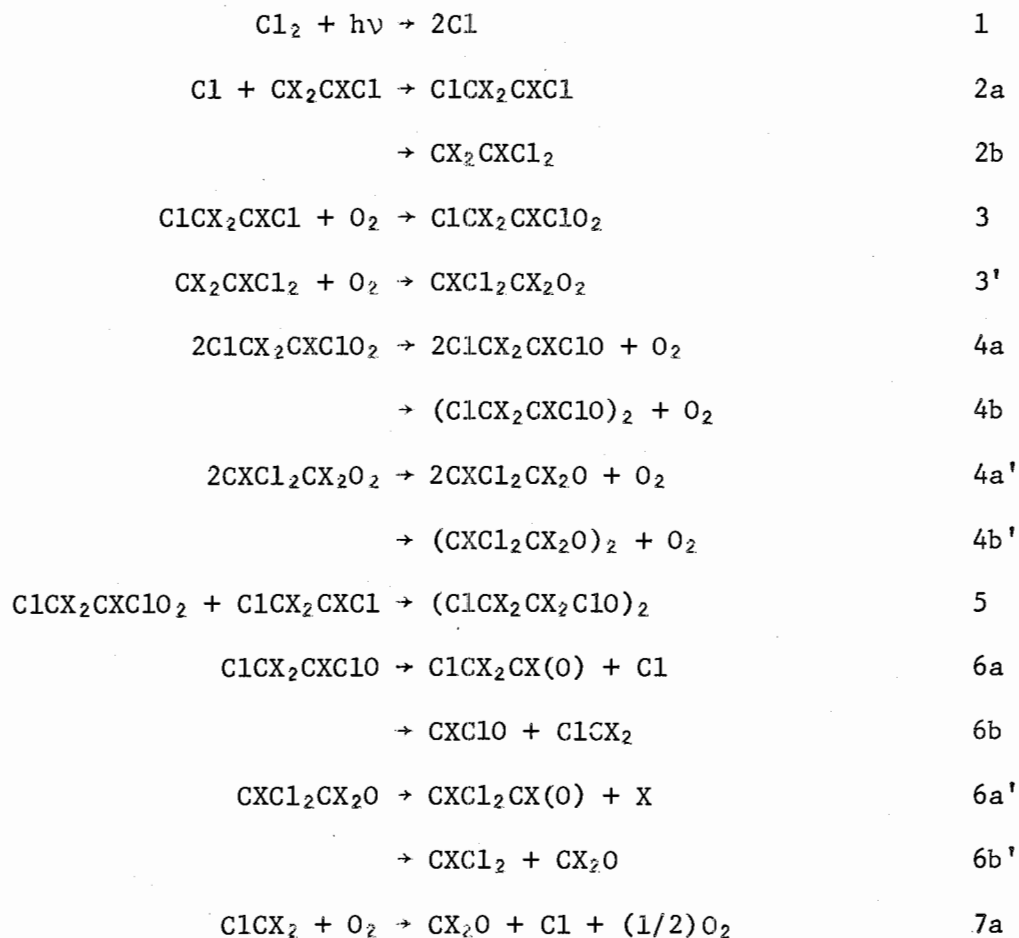 Cl₂ + hν → 2Cl 1
Cl + CX₂CXCl → ClCX₂CXCl 2a
→ CX₂CXCl₂ 2b
ClCX₂CXCl + O₂ → ClCX₂CXClO₂ 3
CX₂CXCl₂ + O₂ → CXCl₂CX₂O₂ 3'
2ClCX₂CXClO₂ → 2ClCX₂CXClO + O₂ 4a
→ (ClCX₂CXClO)₂ + O₂ 4b
2CXCl₂CX₂O₂ → 2CXCl₂CX₂O + O₂ 4a'
→ (CXCl₂CX₂O)₂ + O₂ 4b'
ClCX₂CXClO₂ + ClCX₂CXCl → (ClCX₂CX₂ClO)₂ 5
ClCX₂CXClO → ClCX₂CX(O) + Cl 6a
→ CXClO + ClCX₂ 6b
CXCl₂CX₂O → CXCl₂CX(O) + X 6a'
→ CXCl₂ + CX₂O 6b'
ClCX₂ + O₂ → CX₂O + Cl + (1/2)O₂ 7a